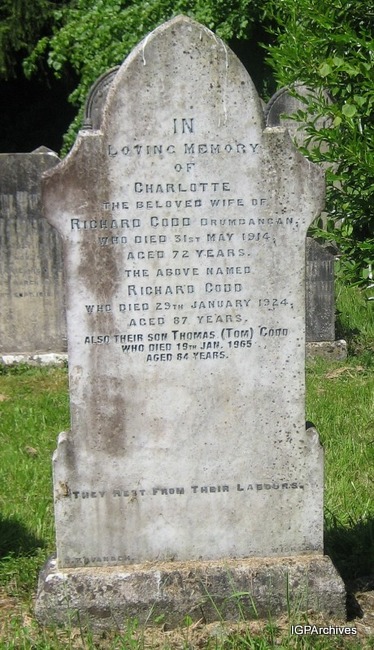 IN
LOVING MEMORY
OF
CHARLOTTE
THE BELOVED WIFE OF
RICHARD CODD DRUMBANGAN,
WHO DIED 31ST MAY 1914,
AGED 72 YEARS.
THE ABOVE NAMED
RICHARD CODD
WHO DIED 29TH JANUARY 1924,
AGED 87 YEARS.
ALSO THEIR SON THOMAS (TOM) CODD
WHO DIED 19TH JAN. 1965
AGED 84 YEARS.
THEY REST FROM THEIR LABOURS.
IGPArchives